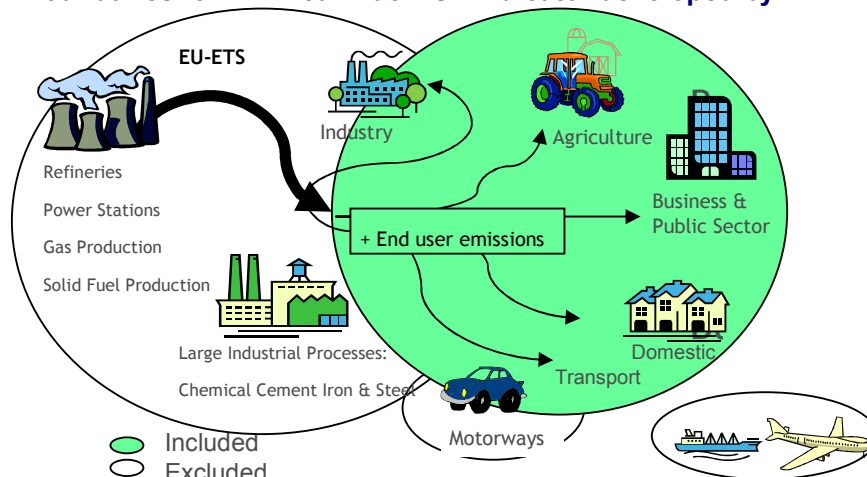 EU-ETS
Industry
Agriculture
Refineries
Power Stations
Gas Production
Solid Fuel Production
Business &
Public Sector
+ End user emissions
Large Industrial Processes:
Chemical Cement Iron & Steel
Domestic
Transport
Motorways
Included
Excluded